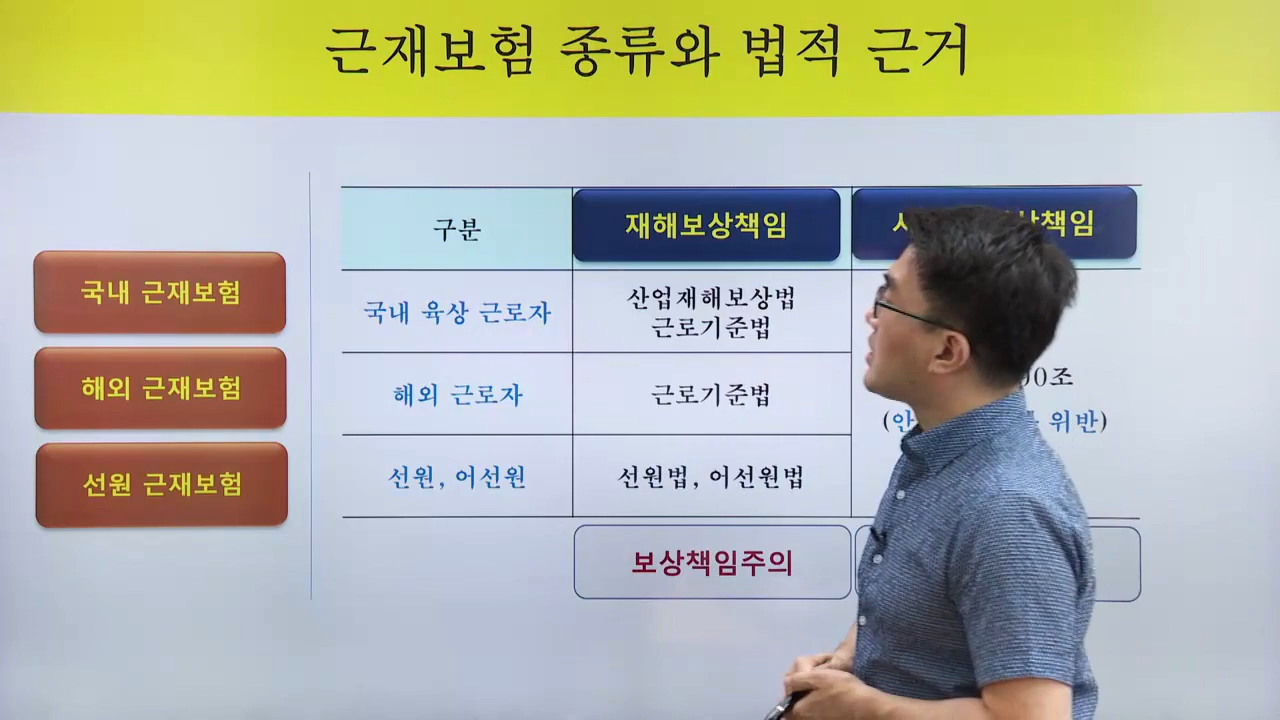 근재보험 종류와 법적 근거
국내 근재보험
해외 근재보험
선원 근재보험
구분
재해보상책임
책임
국내 육상 근로자
산업재해보상법
근로기준법
해외 근로자
근로기준법
위반)
선원, 어선원
선원법, 어선원법
보상책임주의